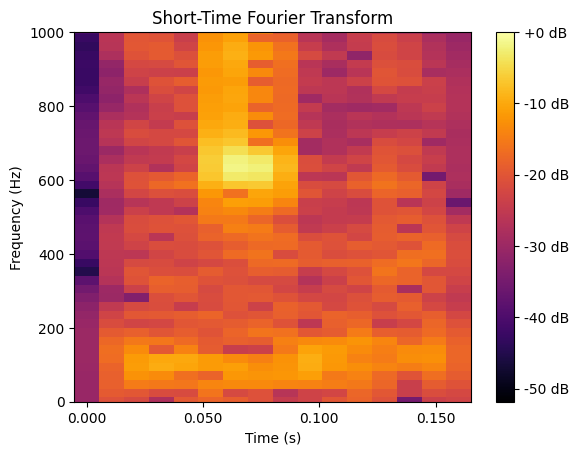 Short-Time Fourier Transform
1000
800
600
400
200
0
Frequency (Hz)
0.000
0.050
0.100
0.150
Time (s)
+0 dB
-10 dB
-20 dB
-30 dB
-40 dB
-50 dB